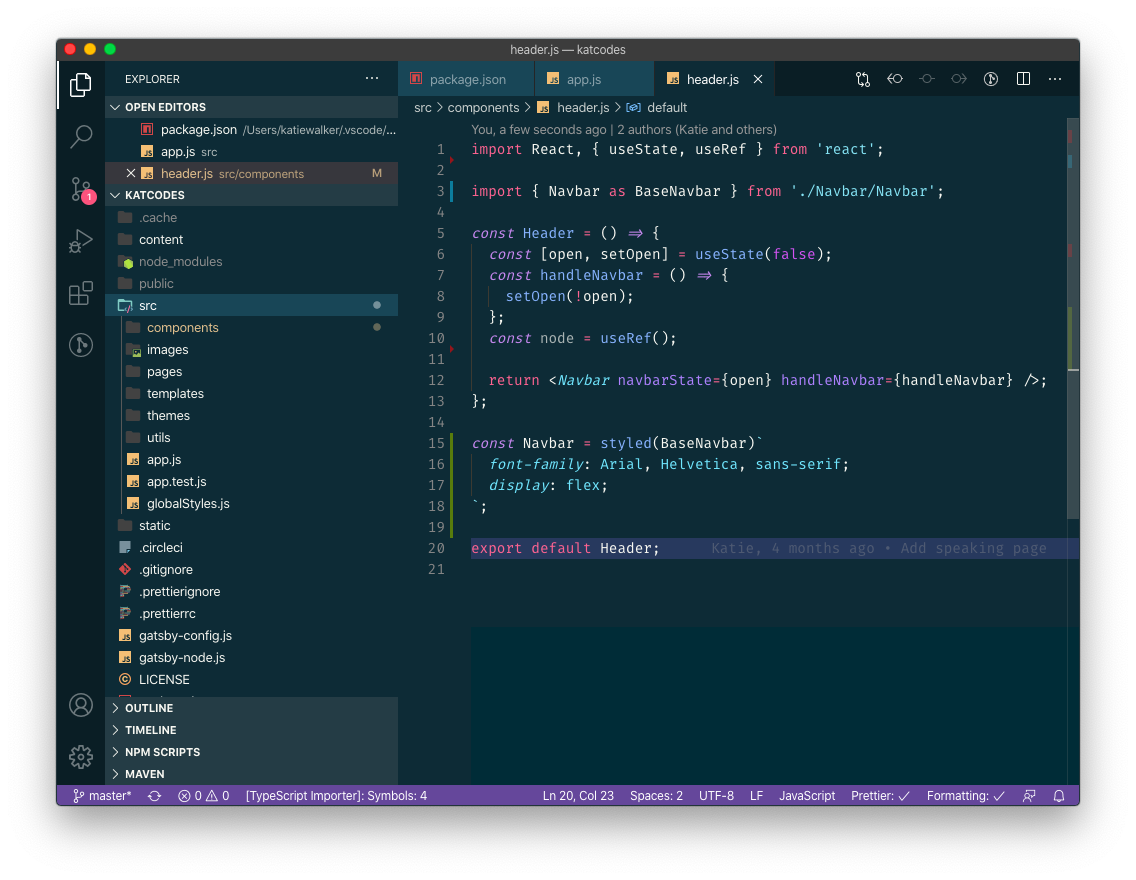 header.js — katcodes
EXPLORER
OPEN EDITORS
package.json /Users/katiewalker/.vscode/...
app.js src
header.js src/components M
KATCODES
.cache
content
node_modules
public
src
components
images
pages
templates
themes
utils
app.js
app.test.js
globalStyles.js
static
.circleci
.gitignore
.prettierignore
.prettierrc
gatsby-config.js
gatsby-node.js
LICENSE
OUTLINE
TIMELINE
NPM SCRIPTS
MAVEN
1
package.json app.js header.js
src > components > header.js > default
You, a few seconds ago | 2 authors (Katie and others)
1 import React, { useState, useRef } from 'react';
2
3 import { Navbar as BaseNavbar } from './Navbar/Navbar';
4
5 const Header = () => {
6 const [open, setOpen] = useState(false);
7 const handleNavbar = () => {
8 setOpen(!open);
9 };
10 const node = useRef();
11
12 return <Navbar navbarState={open} handleNavbar={handleNavbar} />;
13 };
14
15 const Navbar = styled(BaseNavbar)`
16 font-family: Arial, Helvetica, sans-serif;
17 display: flex;
18 `;
19
20 export default Header; Katie, 4 months ago • Add speaking page
21
master* 0 0 [TypeScript Importer]: Symbols: 4 Ln 20, Col 23 Spaces: 2 UTF-8 LF JavaScript Prettier: ✓ Formatting: ✓